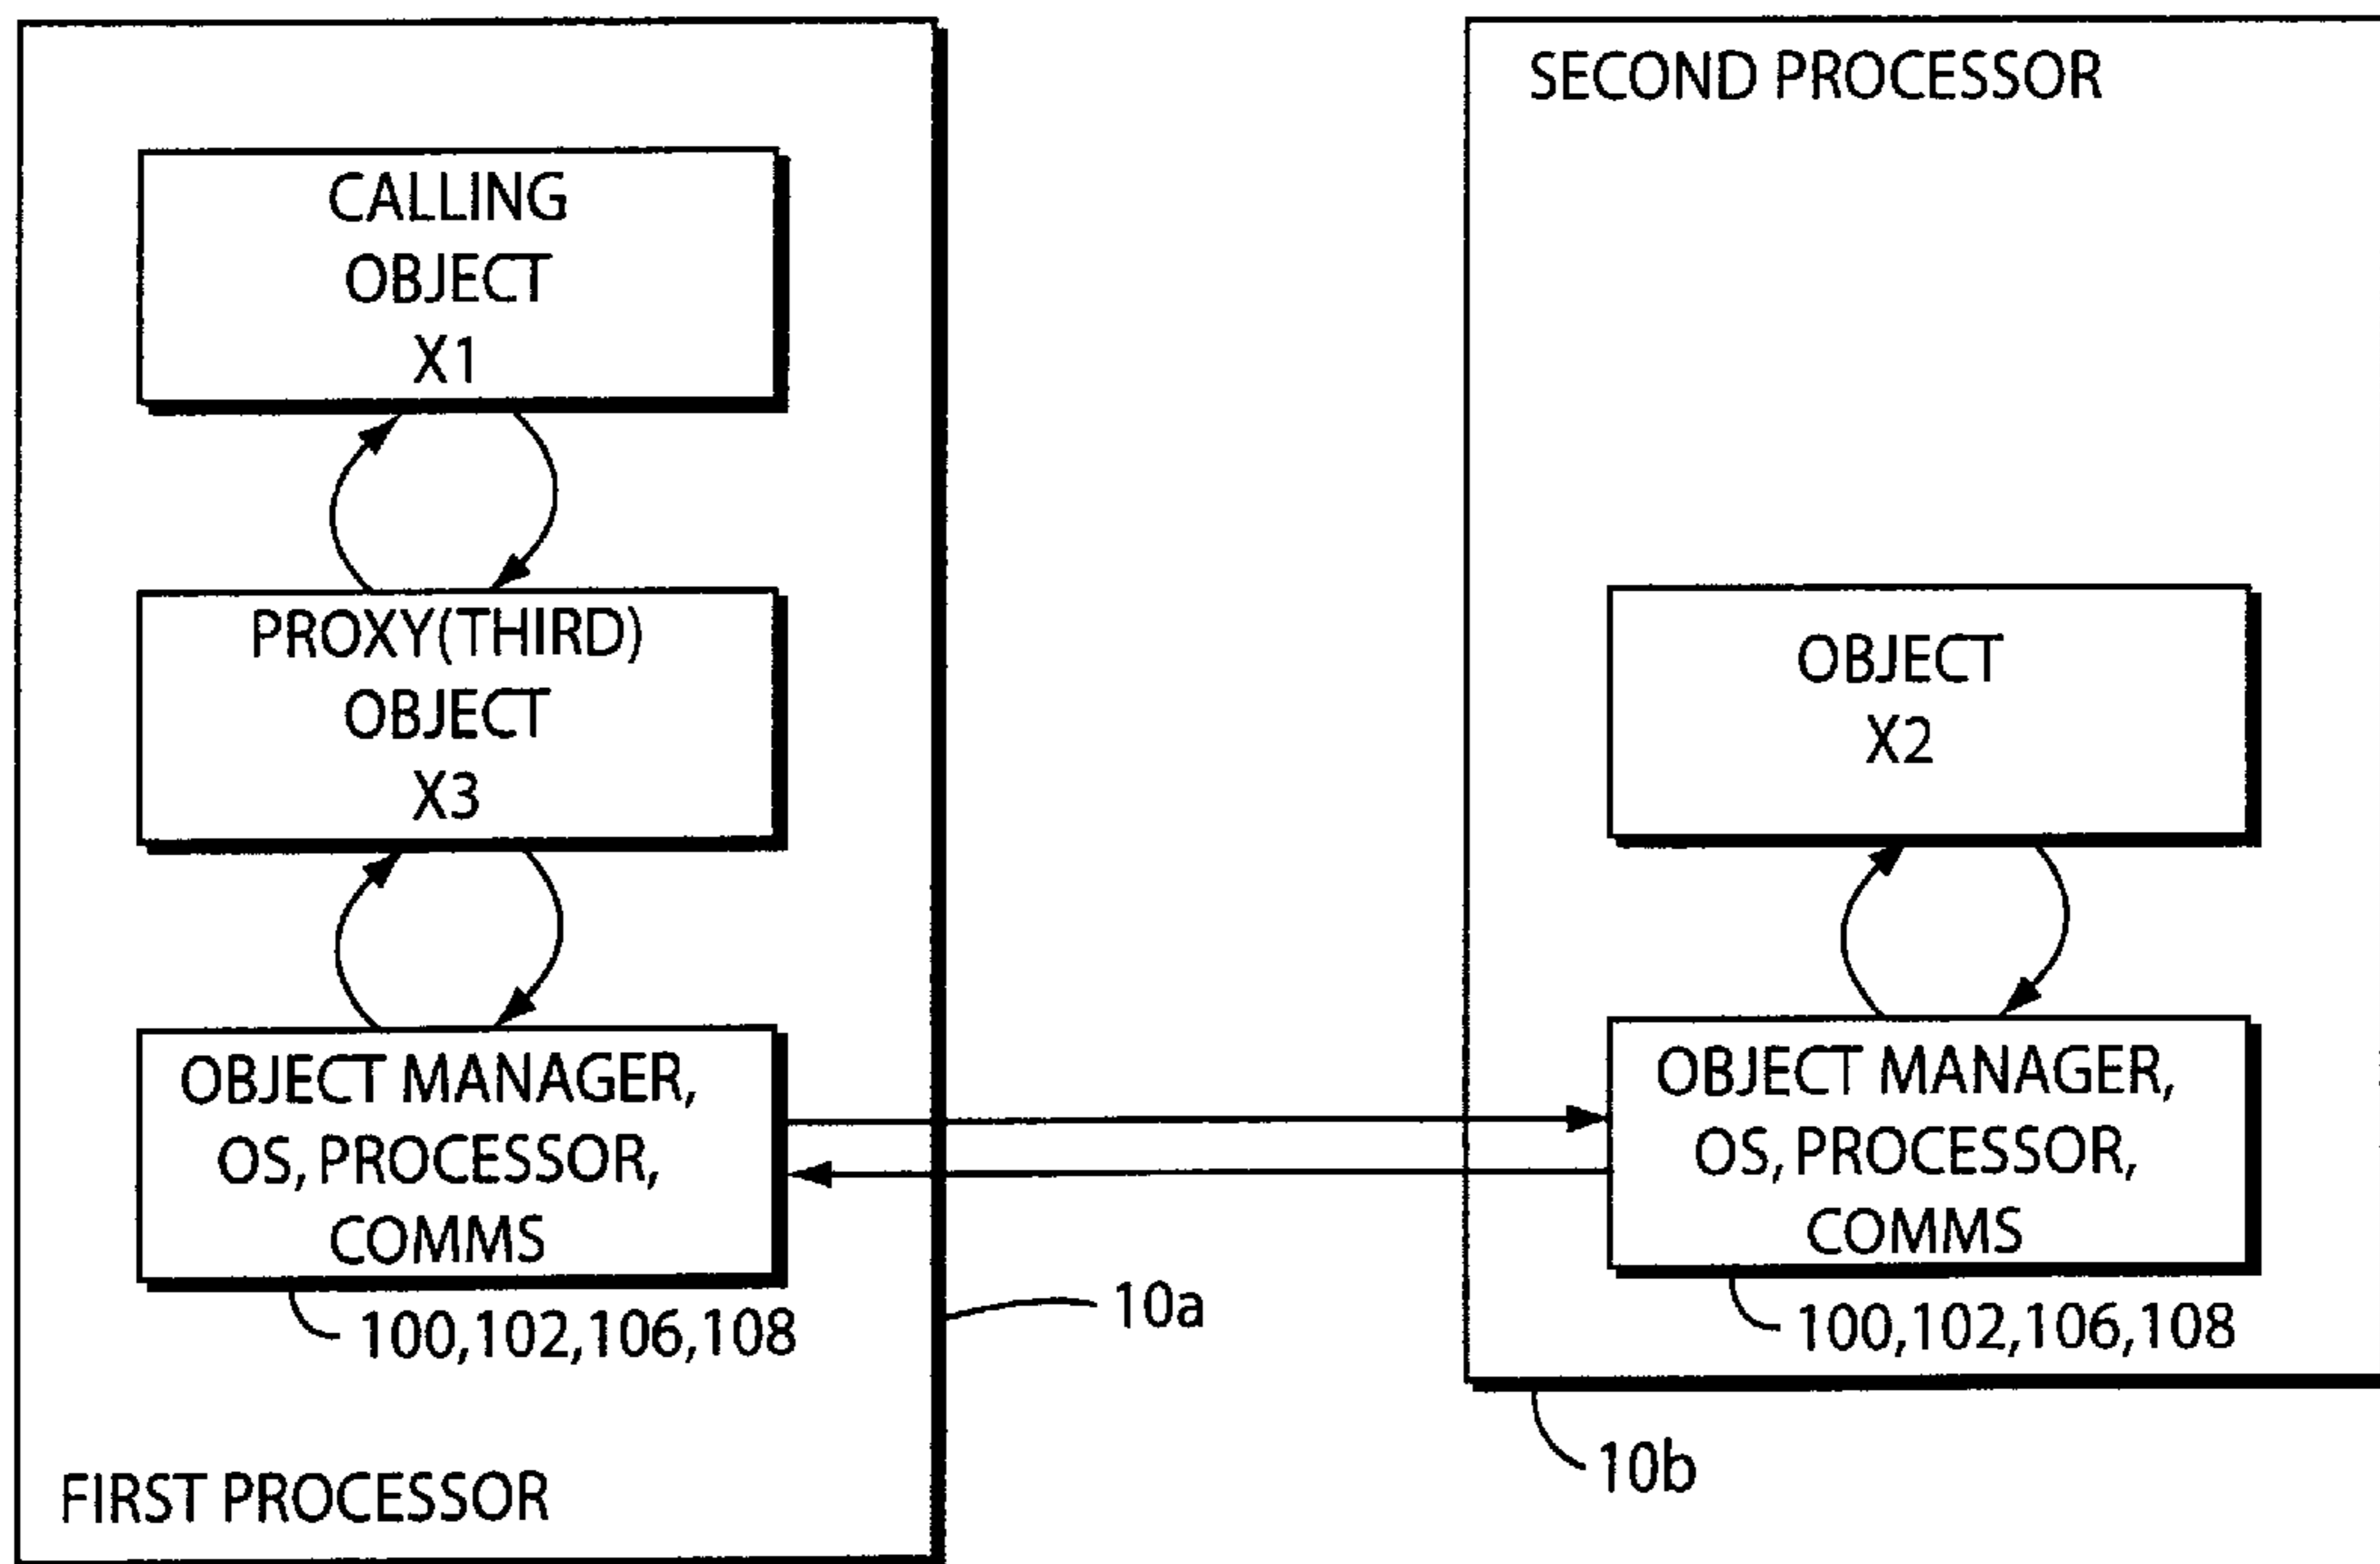 CALLING
OBJECT
X1
PROXY(THIRD)
OBJECT
X3
OBJECT MANAGER,
OS, PROCESSOR,
COMMS
100,102,106,108
10a
FIRST PROCESSOR
SECOND PROCESSOR
OBJECT
X2
OBJECT MANAGER,
OS, PROCESSOR,
COMMS
100,102,106,108
10b